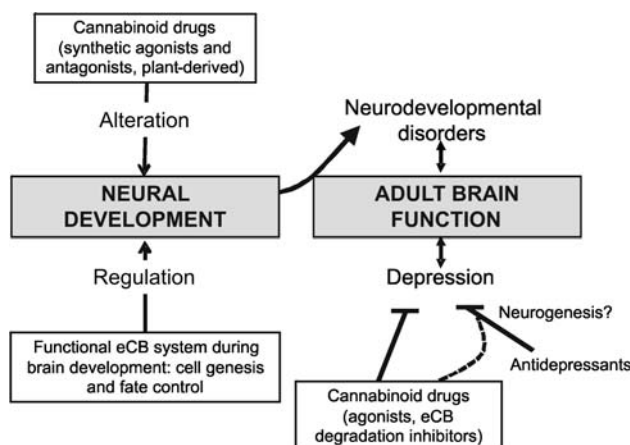 Cannabinoid drugs
(synthetic agonists and
antagonists, plant-derived)
Alteration
Neurodevelopmental
disorders
NEURAL
DEVELOPMENT
ADULT BRAIN
FUNCTION
Regulation
Depression
Neurogenesis?
Antidepressants
Functional eCB system during
brain development: cell genesis
and fate control
Cannabinoid drugs
(agonists, eCB
degradation inhibitors)